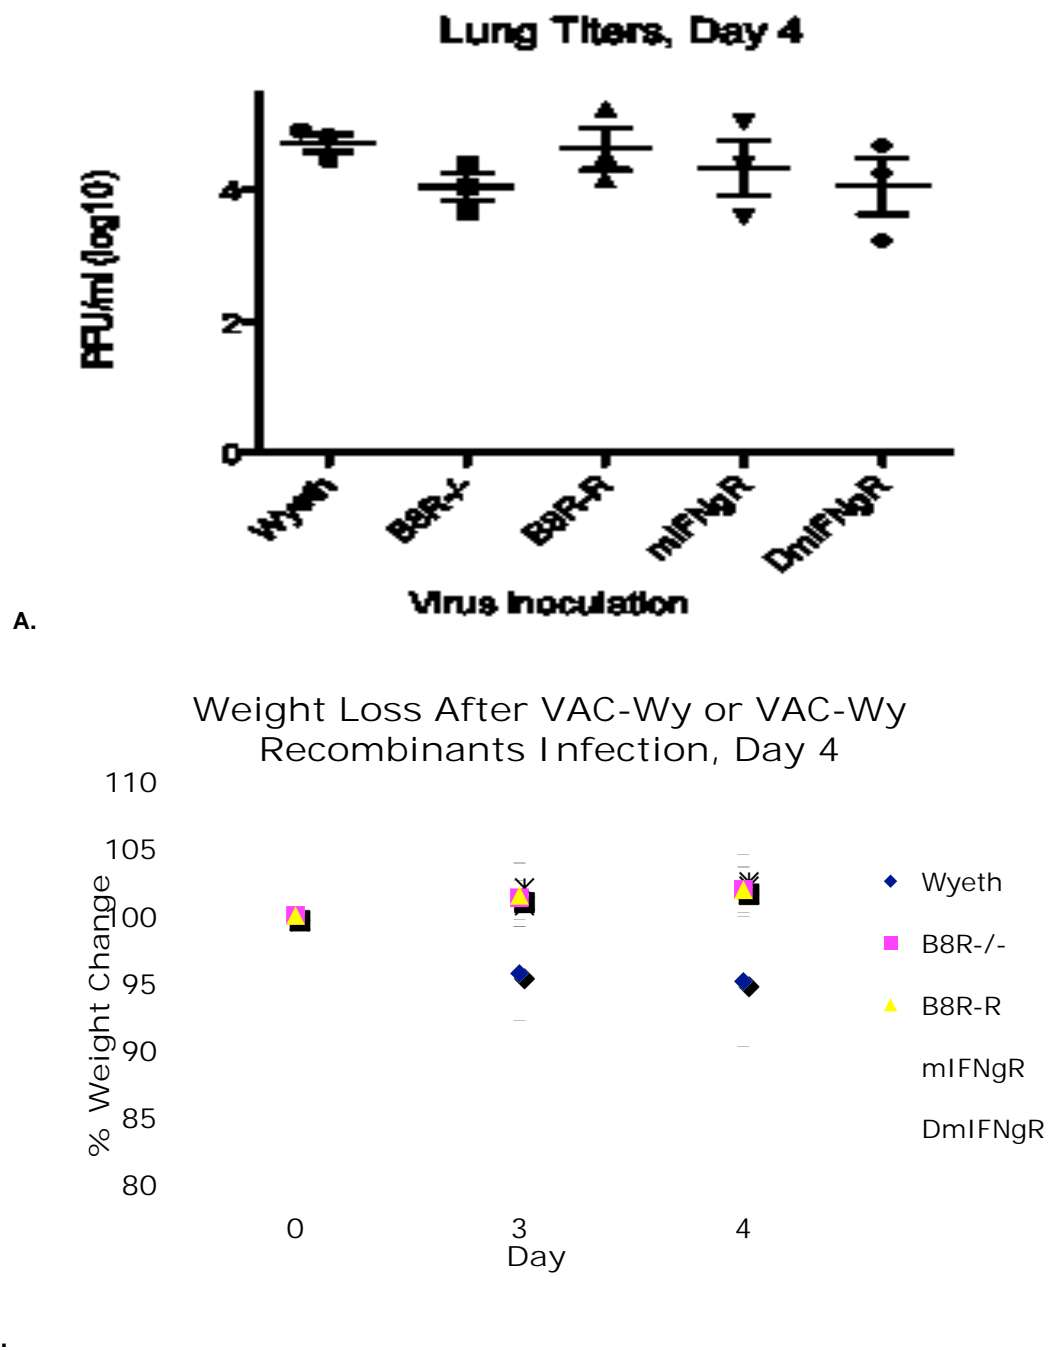 Lung Titers, Day 4
PFU/ml (log10)
4
2
0
Wyeth
B8R-/-
B8R-R
mIFNgR
DmIFNgR
Virus Inoculation
A.
Weight Loss After VAC-Wy or VAC-Wy
Recombinants Infection, Day 4
% Weight Change
110
105
100
95
90
85
80
0
3
4
Day
Wyeth
B8R-/-
B8R-R
mIFNgR
DmIFNgR
.